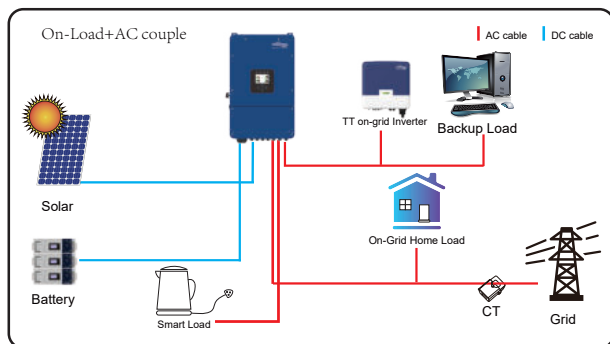 On-Load+AC couple
AC cable
DC cable
TT on-grid Inverter
Backup Load
Solar
On-Grid Home Load
Battery
Smart Load
CT
Grid